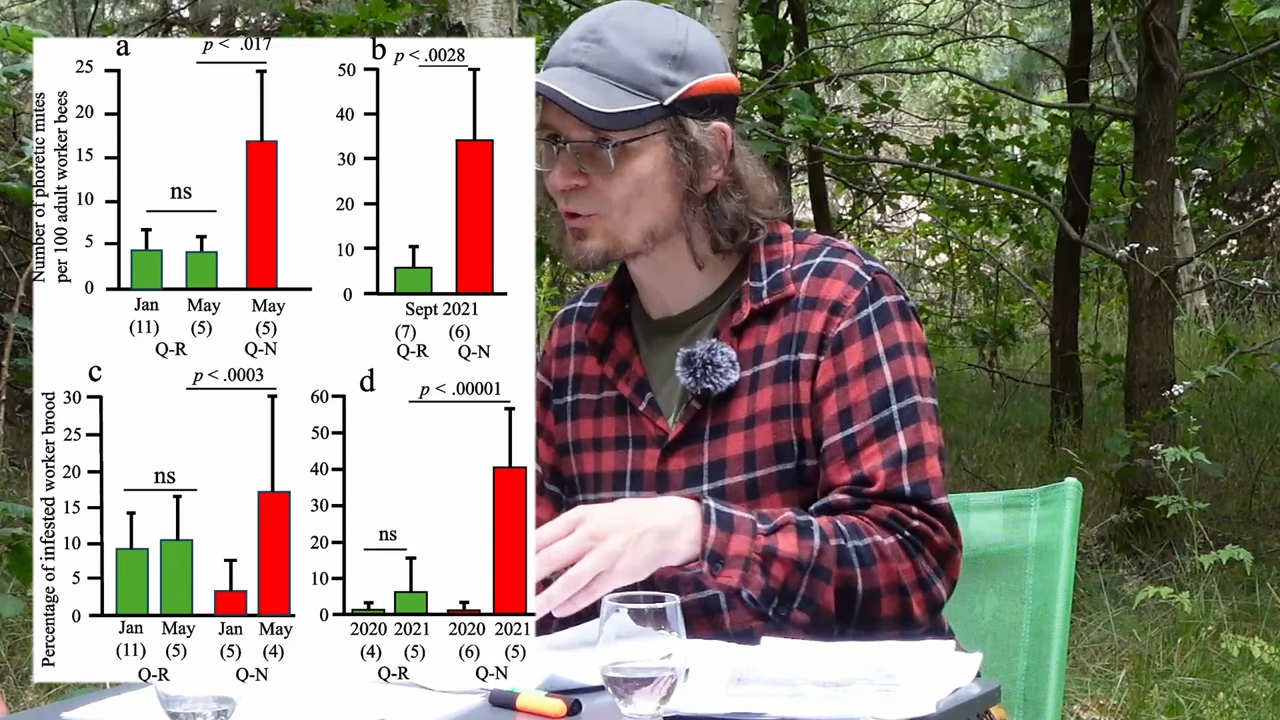 a
p < .017
Number of phoretic mites
per 100 adult worker bees
25
20
15
10
5
0
ns
Jan May May
(11) (5) (5)
Q-R Q-N
b
p < .0028
50
40
30
20
10
0
Sept 2021
(7) (6)
Q-R Q-N
c
p < .0003
Percentage of infested worker brood
30
25
20
15
10
5
0
ns
Jan May Jan May
(11) (5) (5) (4)
Q-R Q-N
d
p < .00001
60
50
40
30
20
10
0
ns
2020 2021 2020 2021
(4) (5) (6) (5)
Q-R Q-N